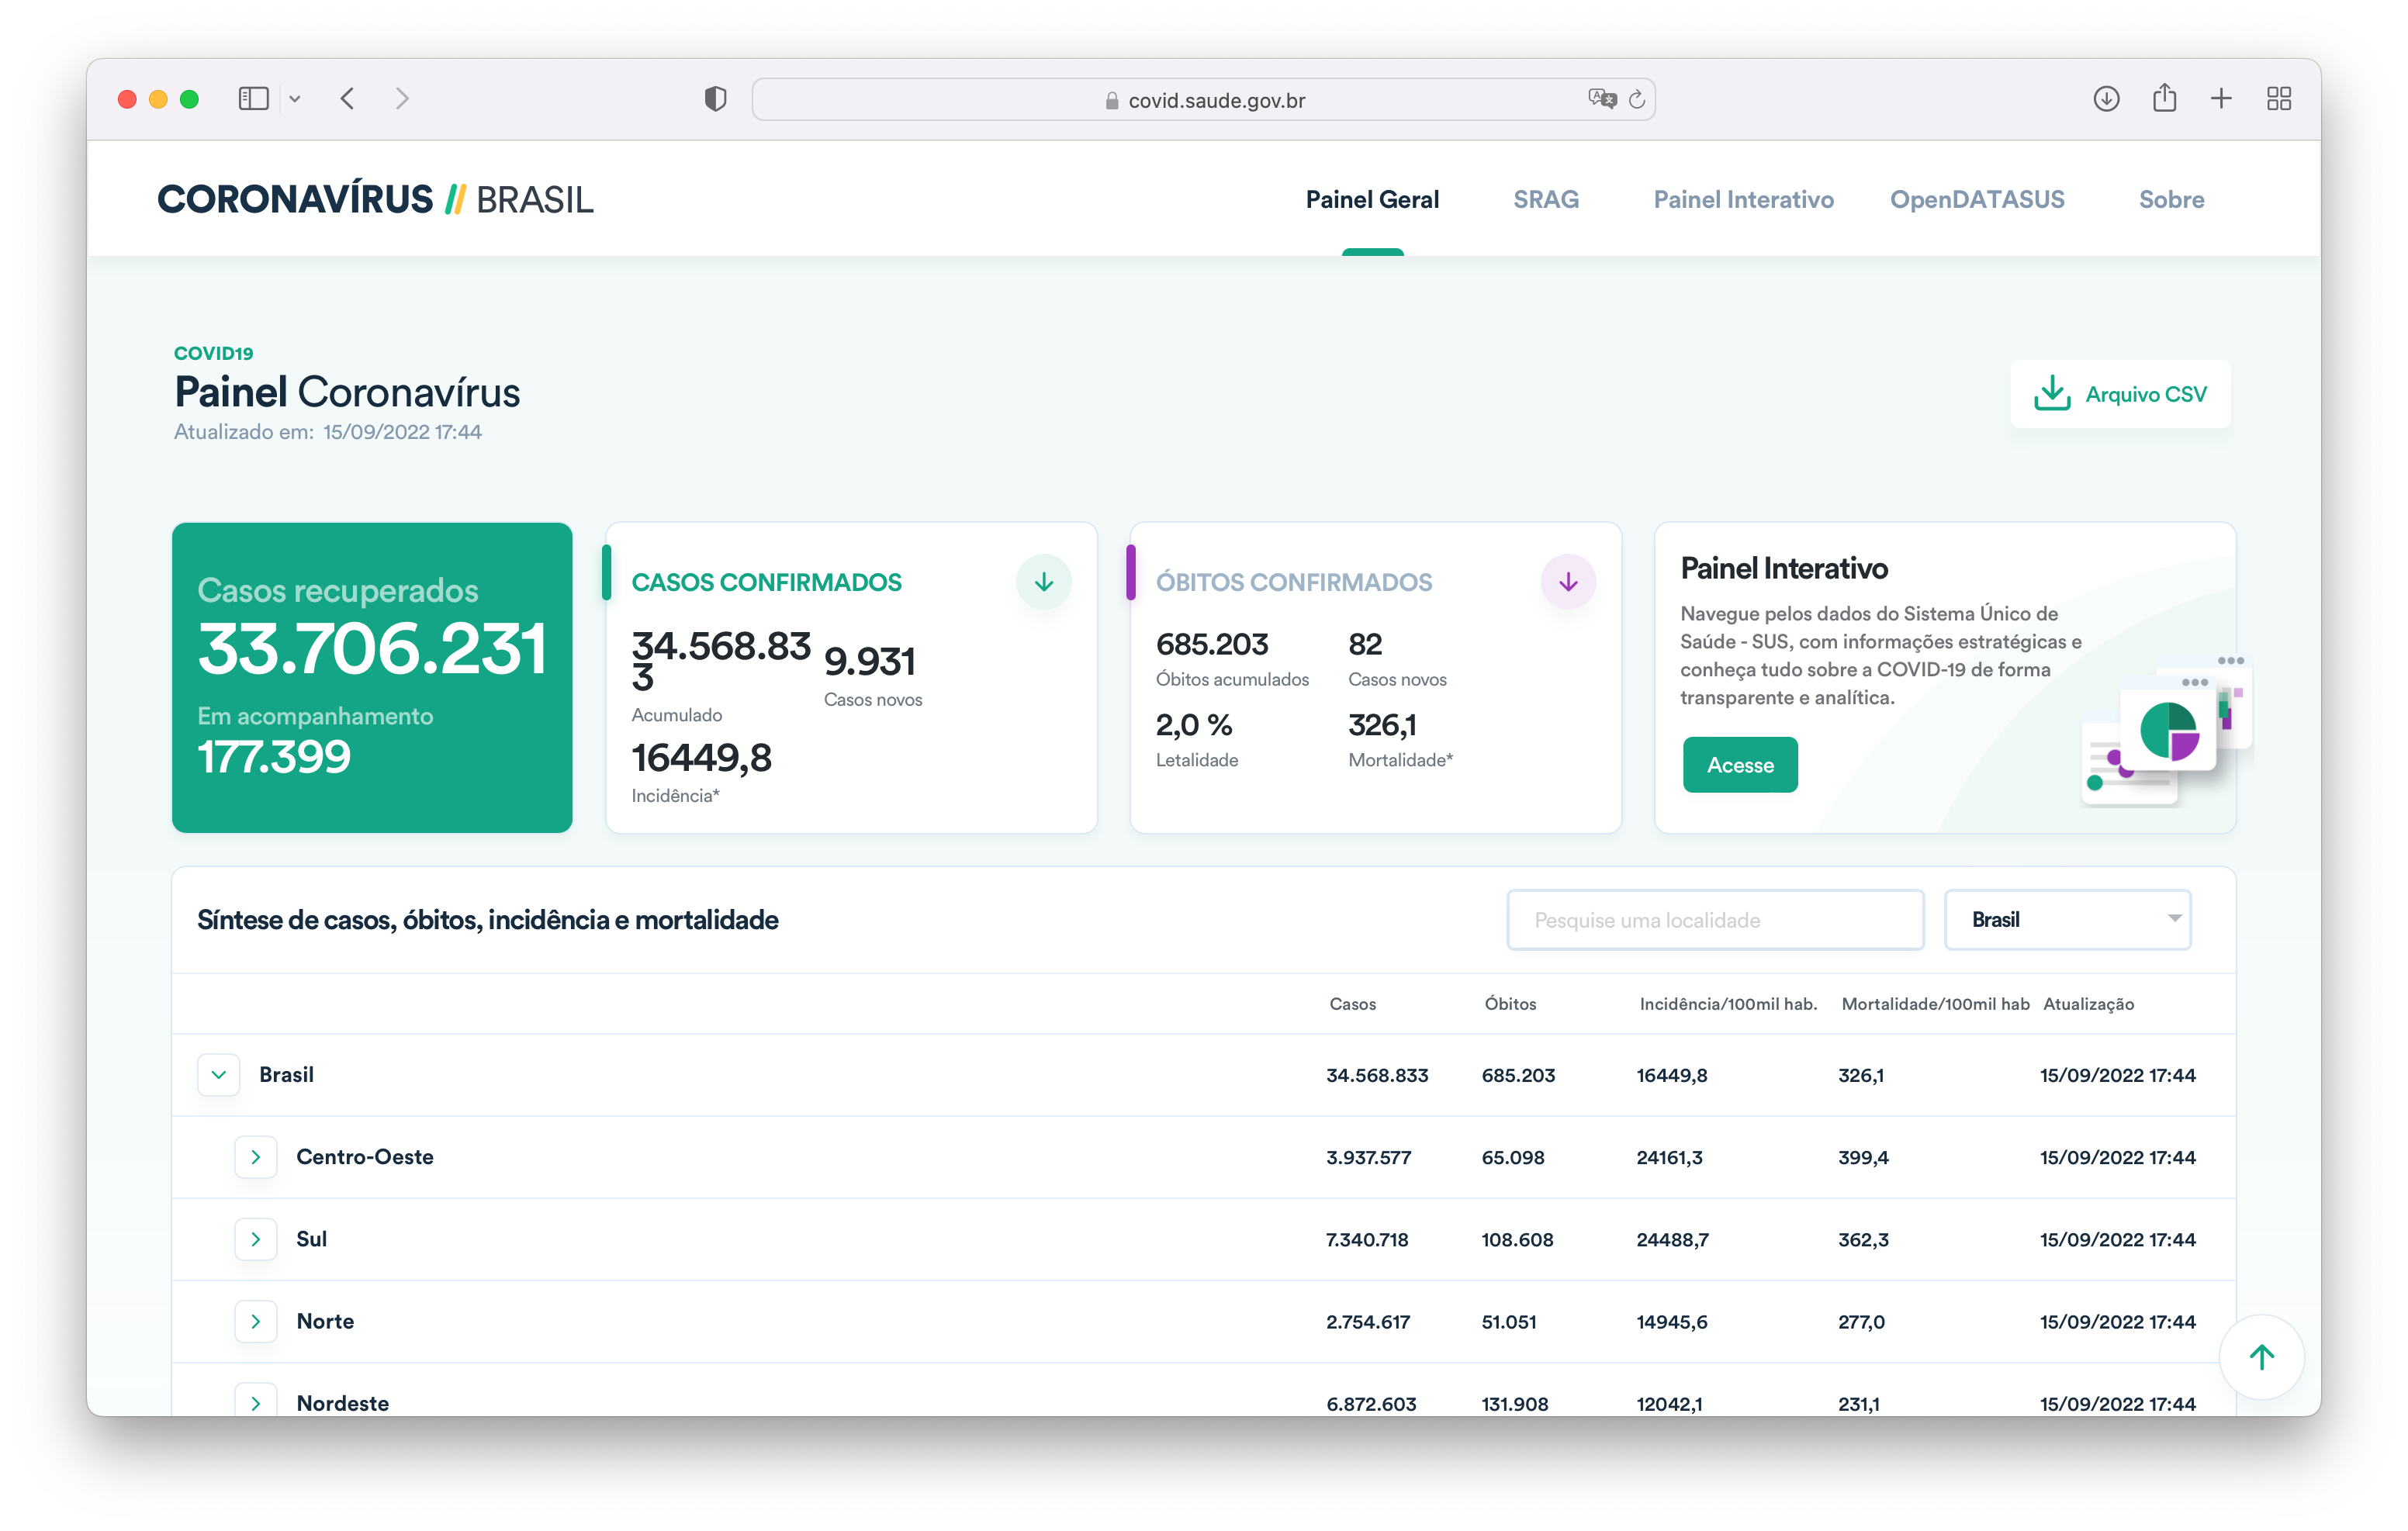 covid.saude.gov.br
CORONAVÍRUS // BRASIL
Painel Geral
SRAG
Painel Interativo
OpenDATASUS
Sobre
COVID19
Painel Coronavírus
Atualizado em: 15/09/2022 17:44
Arquivo CSV
Casos recuperados
33.706.231
Em acompanhamento
177.399
CASOS CONFIRMADOS
34.568.83
3
Acumulado
9.931
Casos novos
16449,8
Incidência*
ÓBITOS CONFIRMADOS
685.203
Óbitos acumulados
82
Casos novos
2,0 %
Letalidade
326,1
Mortalidade*
Painel Interativo
Navegue pelos dados do Sistema Único de
Saúde - SUS, com informações estratégicas e
conheça tudo sobre a COVID-19 de forma
transparente e analítica.
Acesse
Síntese de casos, óbitos, incidência e mortalidade
Pesquise uma localidade
Brasil
Casos Óbitos Incidência/100mil hab. Mortalidade/100mil hab Atualização
Brasil 34.568.833 685.203 16449,8 326,1 15/09/2022 17:44
Centro-Oeste 3.937.577 65.098 24161,3 399,4 15/09/2022 17:44
Sul 7.340.718 108.608 24488,7 362,3 15/09/2022 17:44
Norte 2.754.617 51.051 14945,6 277,0 15/09/2022 17:44
Nordeste 6.872.603 131.908 12042,1 231,1 15/09/2022 17:44